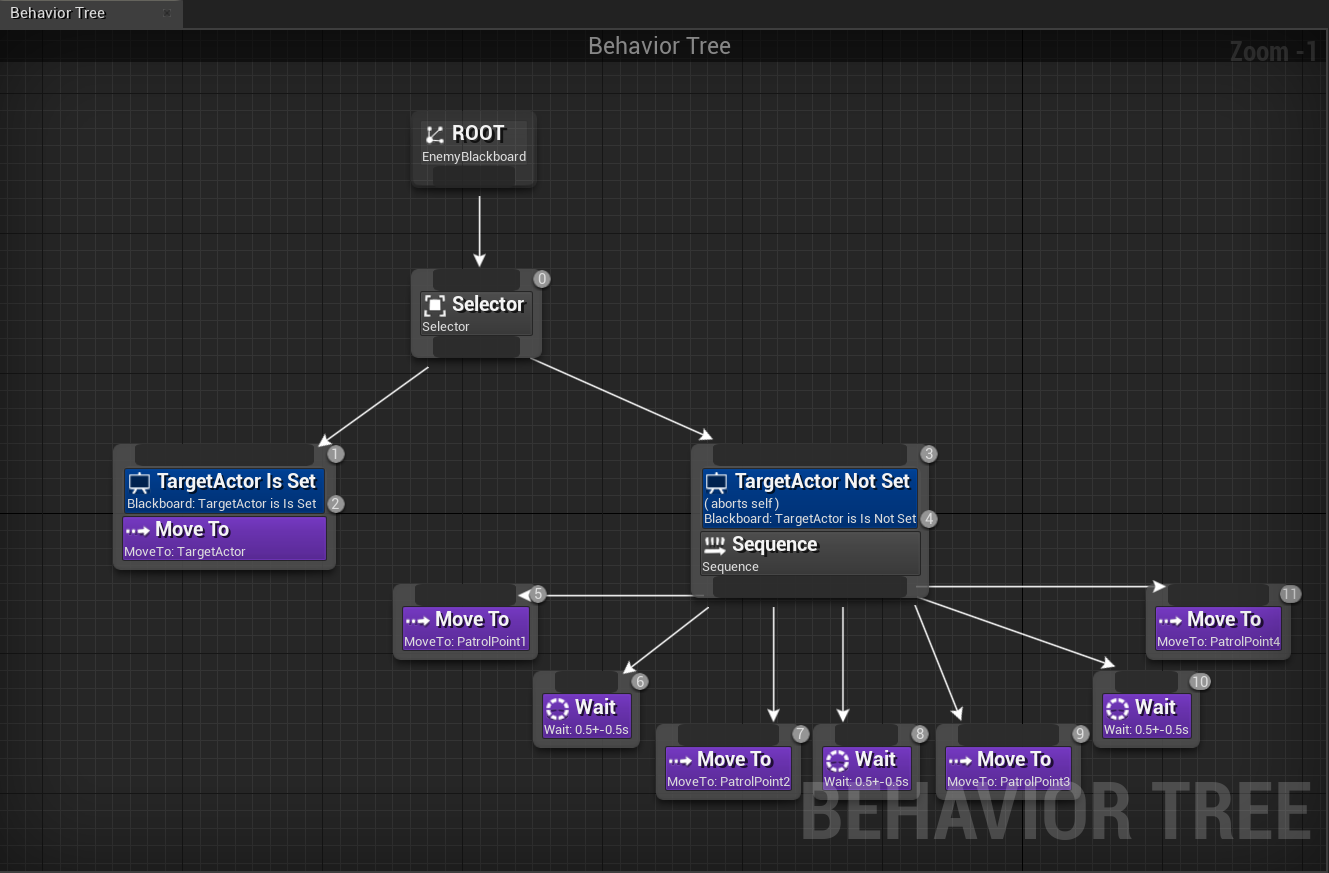 Behavior Tree
Behavior Tree
Zoom -1
ROOT
EnemyBlackboard
0
Selector
Selector
1
TargetActor Is Set
Blackboard: TargetActor is Is Set
2
Move To
MoveTo: TargetActor
3
TargetActor Not Set
( aborts self )
Blackboard: TargetActor is Is Not Set
4
Sequence
Sequence
5
Move To
MoveTo: PatrolPoint1
6
Wait
Wait: 0.5+-0.5s
7
Move To
MoveTo: PatrolPoint2
8
Wait
Wait: 0.5+-0.5s
9
Move To
MoveTo: PatrolPoint3
10
Wait
Wait: 0.5+-0.5s
11
Move To
MoveTo: PatrolPoint4
BEHAVIOR TREE